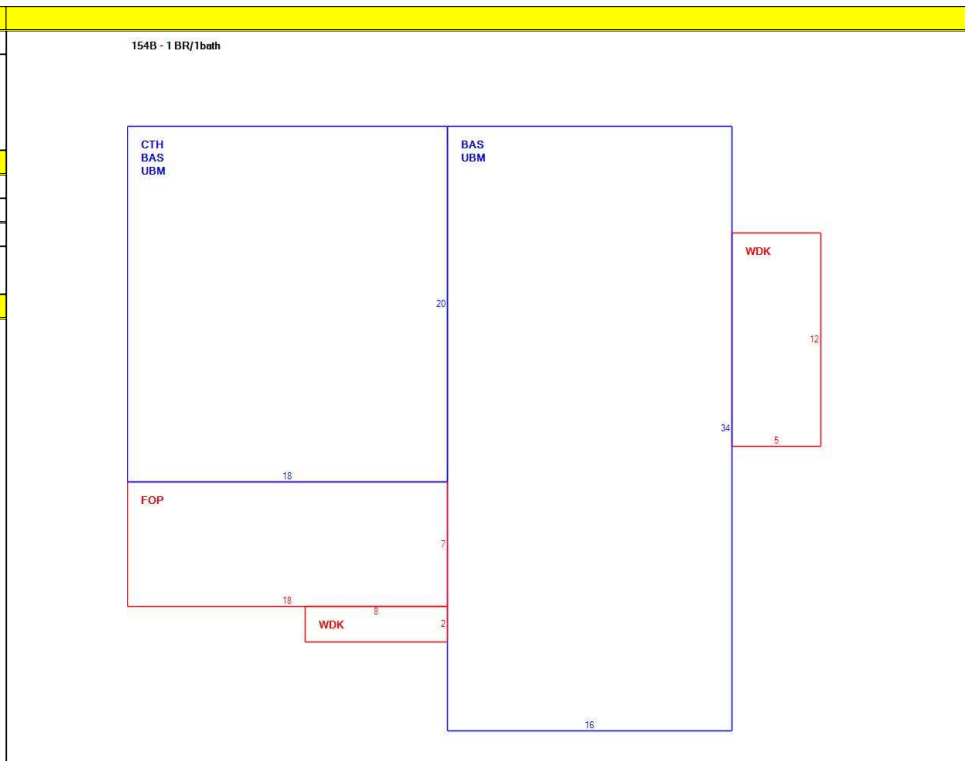 154B - 1 BR/1bath
CTH
BAS
UBM
BAS
UBM
WDK
20
12
34
5
18
FOP
7
18
8
WDK
2
16